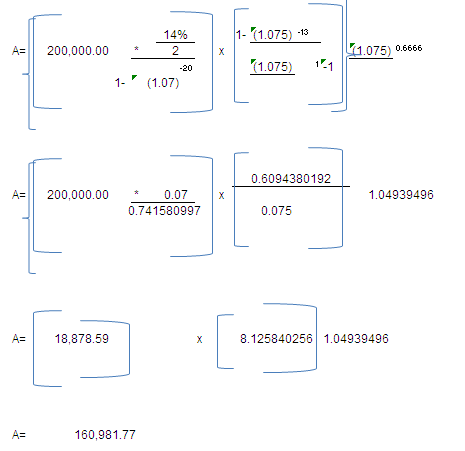 14%
1- (1.075) -13
A= 200,000.00 * 2 x (1.075) 0.6666
-20
(1.075) 1 -1
1- (1.07)
0.6094380192
A= 200,000.00 * 0.07 x 1.04939496
0.741580997 0.075
A= 18,878.59 x 8.125840256 1.04939496
A= 160,981.77